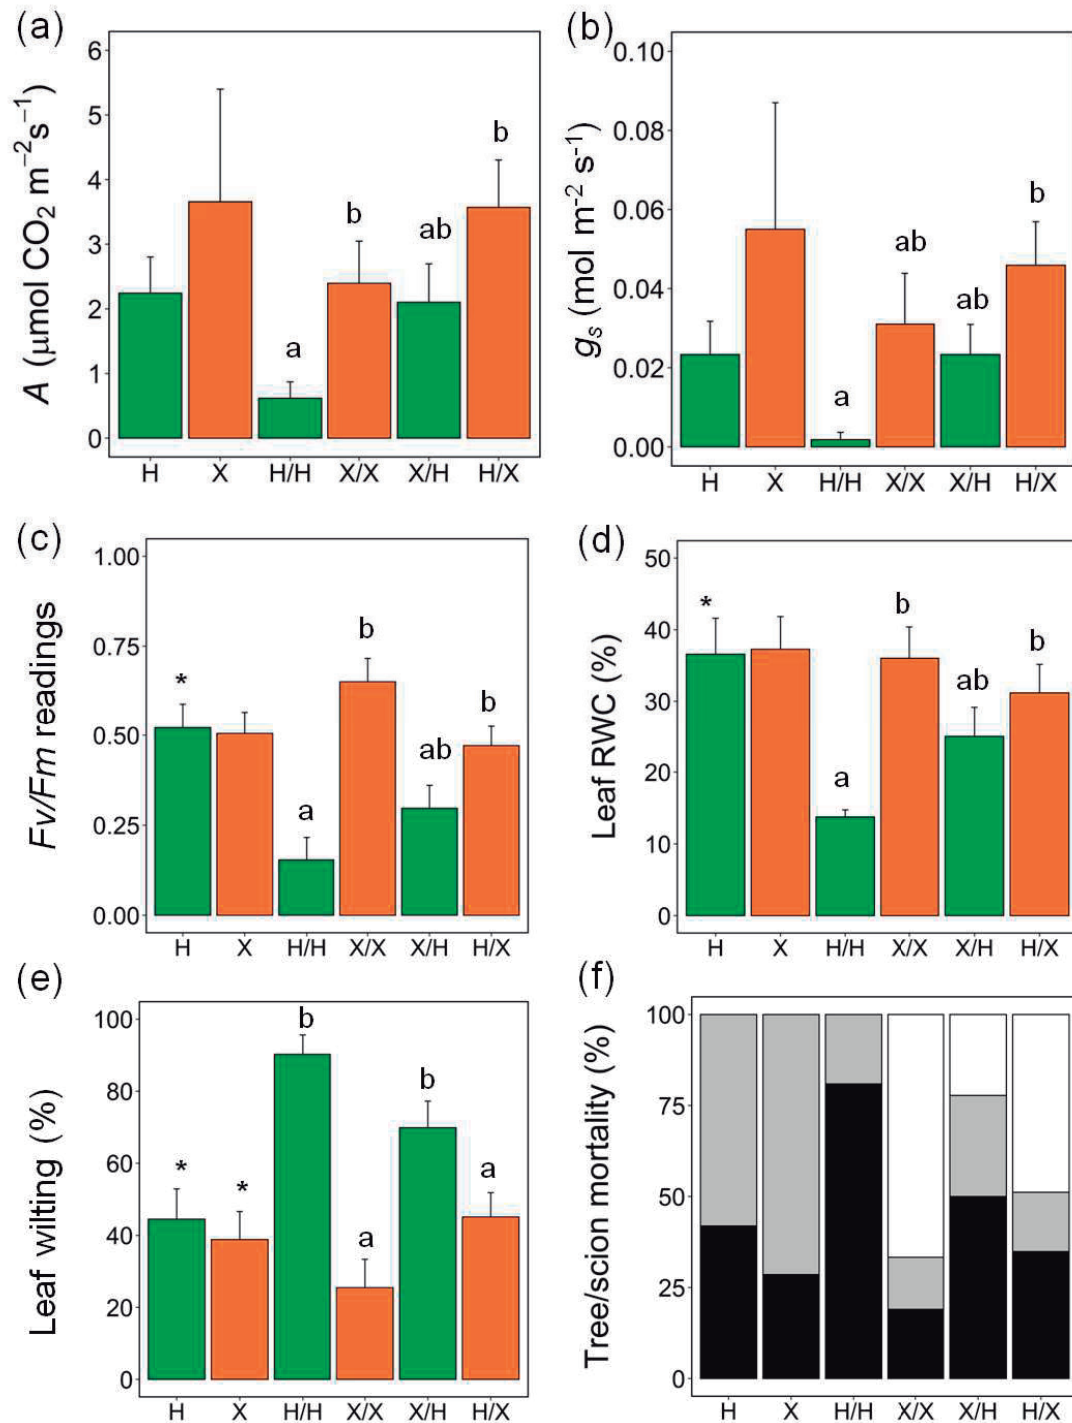 (a)
A (μmol CO₂ m⁻²s⁻¹)
6
5
4
3
2
1
0
b
b
ab
a
H X H/H X/X X/H H/X
(b)
gₛ (mol m⁻² s⁻¹)
0.10
0.08
0.06
0.04
0.02
0.00
b
ab
ab
a
H X H/H X/X X/H H/X
(c)
Fv/Fm readings
1.00
0.75
0.50
0.25
0.00
*
b
b
ab
a
H X H/H X/X X/H H/X
(d)
Leaf RWC (%)
50
40
30
20
10
0
*
b
b
ab
a
H X H/H X/X X/H H/X
(e)
Leaf wilting (%)
100
80
60
40
20
0
b
b
* *
a
a
H X H/H X/X X/H H/X
(f)
Tree/scion mortality (%)
100
75
50
25
0
H X H/H X/X X/H H/X